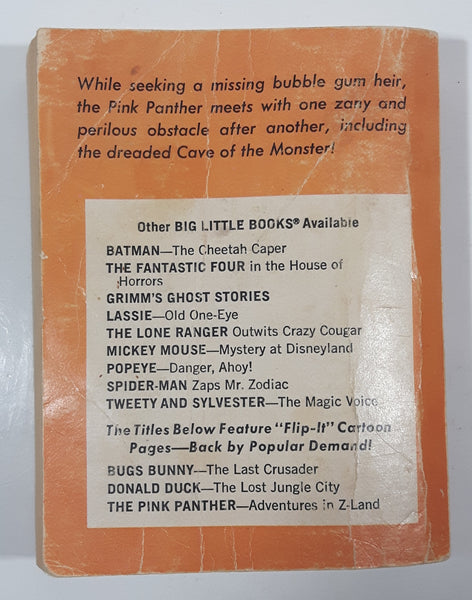 While seeking a missing bubble gum heir,
the Pink Panther meets with one zany and
perilous obstacle after another, including
the dreaded Cave of the Monster!
Other BIG LITTLE BOOKS® Available
BATMAN—The Cheetah Caper
THE FANTASTIC FOUR in the House of
Horrors
GRIMM'S GHOST STORIES
LASSIE—Old One-Eye
THE LONE RANGER Outwits Crazy Cougar
MICKEY MOUSE—Mystery at Disneyland
POPEYE—Danger, Ahoy!
SPIDER-MAN Zaps Mr. Zodiac
TWEETY AND SYLVESTER—The Magic Voice
The Titles Below Feature "Flip-It" Cartoon
Pages—Back by Popular Demand!
BUGS BUNNY—The Last Crusader
DONALD DUCK—The Lost Jungle City
THE PINK PANTHER—Adventures in Z-Land